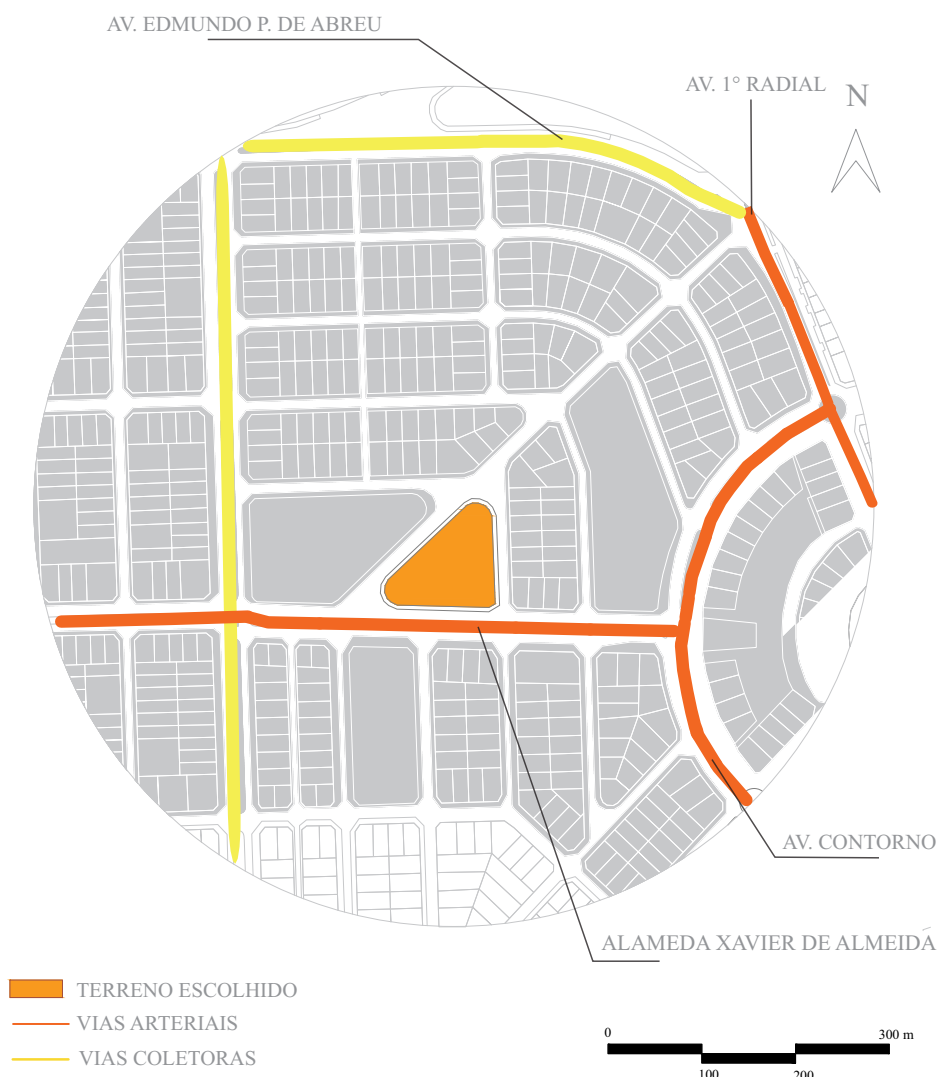 AV. EDMUNDO P. DE ABREU
AV. 1° RADIAL
N
AV. CONTORNO
ALAMEDA XAVIER DE ALMEIDA
TERRENO ESCOLHIDO
VIAS ARTERIAIS
VIAS COLETORAS
0 300 m
100 200